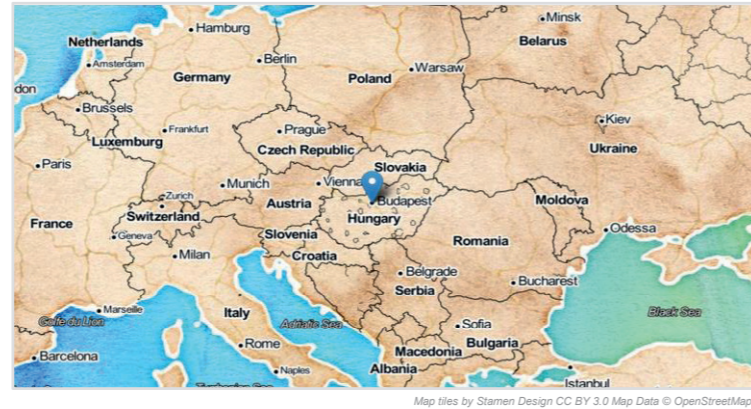 Minsk
Hamburg
Netherlands
Belarus
Berlin
Amsterdam
Warsaw
Germany
Poland
don
Brussels
Kiev
Frankfurt
Prague
Luxemburg
Czech Republic
Ukraine
Paris
Slovakia
Vienna
Munich
Zurich
Budapest
Moldova
Austria
Switzerland
Hungary
France
Odessa
Geneva
Slovenia
Romania
Milan
Croatia
Belgrade
Bucharest
Serbia
Marseille
Italy
Black Sea
Golfe du Lion
Adriatic Sea
Sofia
Rome
Bulgaria
Macedonia
Barcelona
Albania
Naples
Istanbul
Tyrrhenian Sea
Map tiles by Stamen Design CC BY 3.0 Map Data © OpenStreetMap